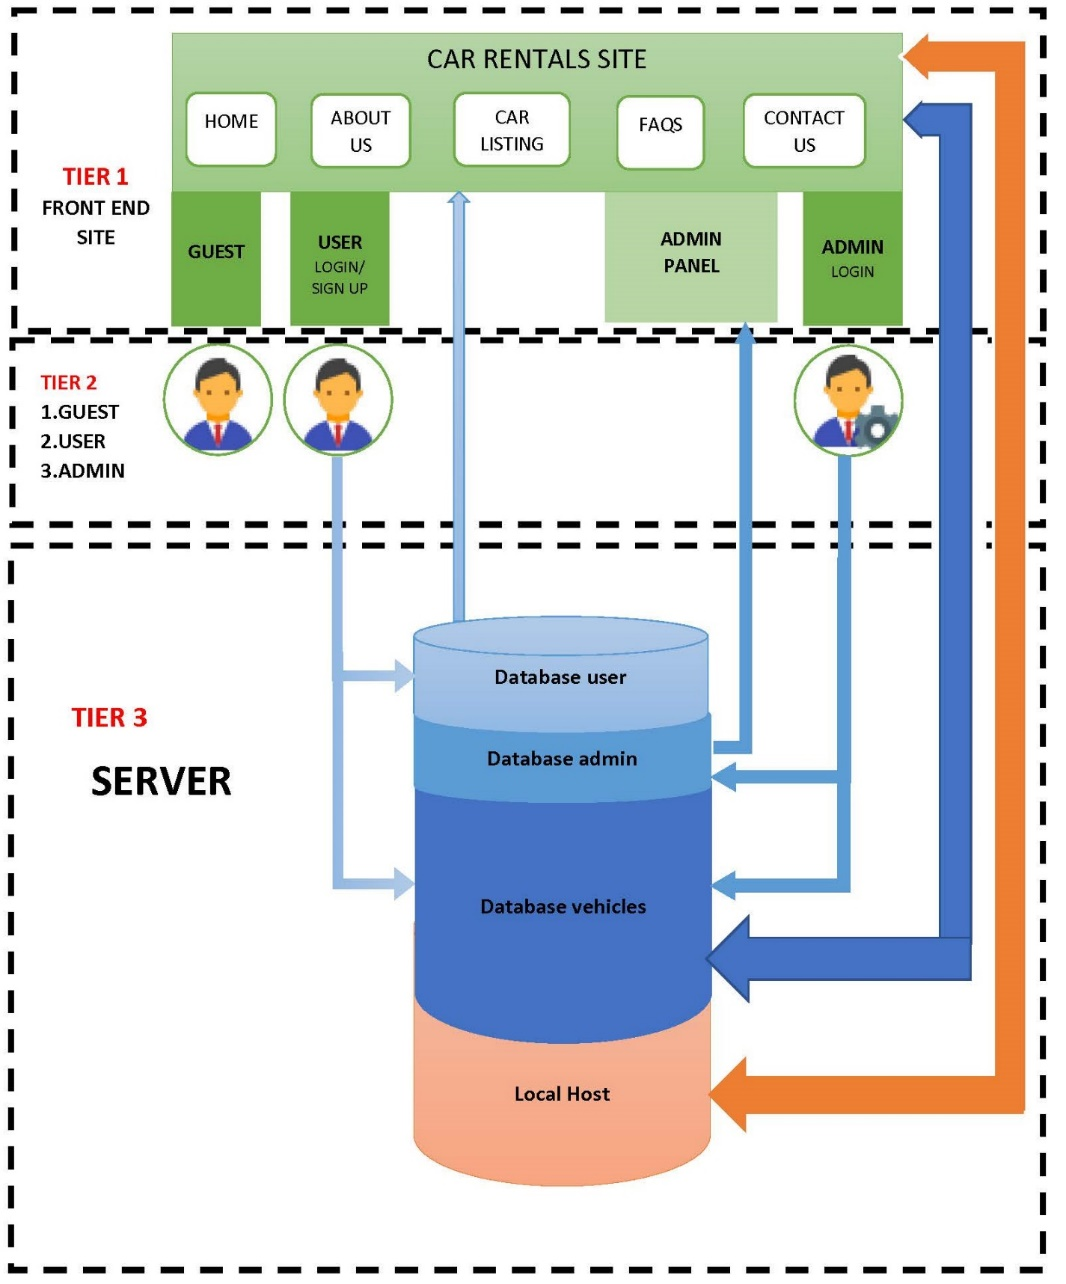 CAR RENTALS SITE
HOME
ABOUT
US
CAR
LISTING
FAQS
CONTACT
US
TIER 1
FRONT END
SITE
GUEST
USER
LOGIN/
SIGN UP
ADMIN
PANEL
ADMIN
LOGIN
TIER 2
1.GUEST
2.USER
3.ADMIN
TIER 3
SERVER
Database user
Database admin
Database vehicles
Local Host